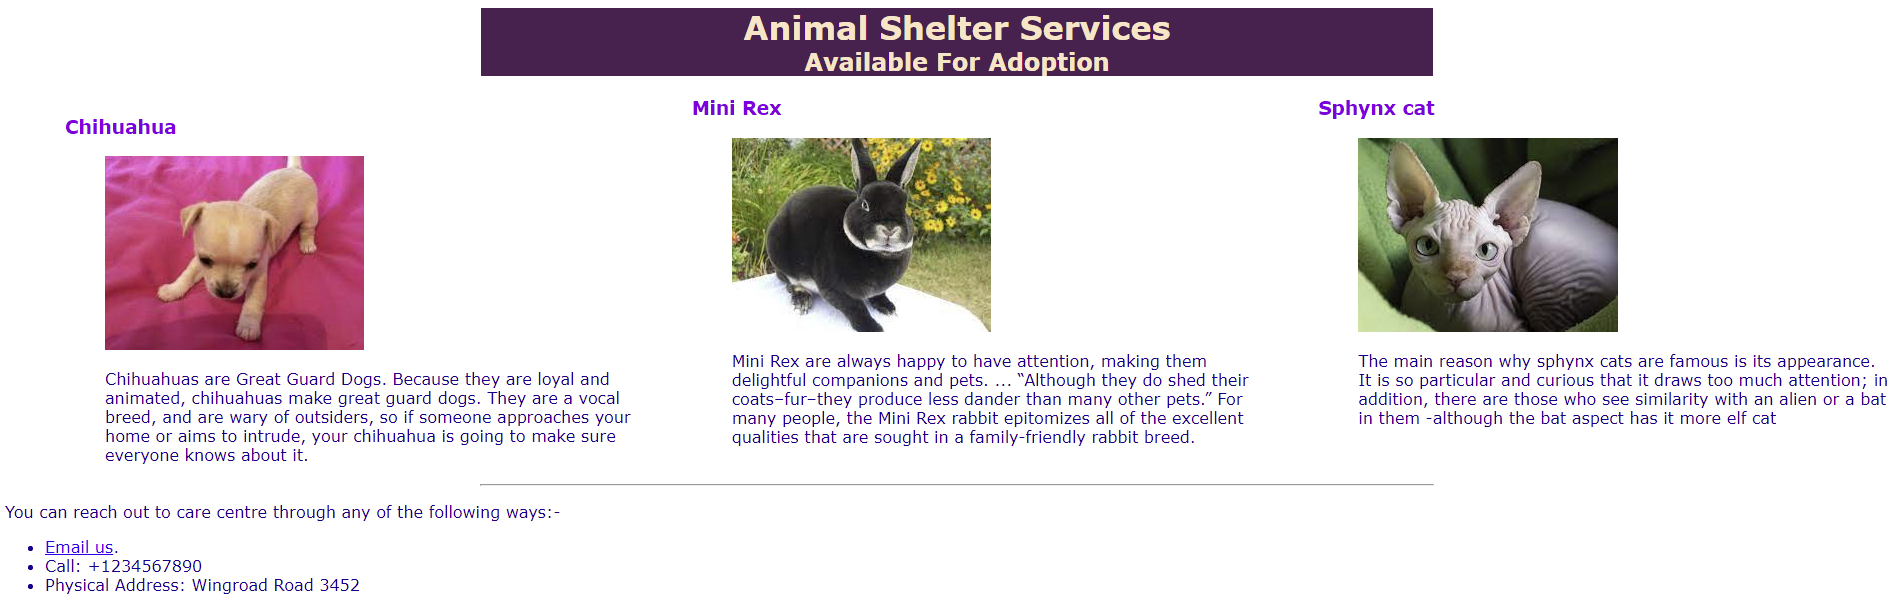 Animal Shelter Services
Available For Adoption
Chihuahua
Chihuahuas are Great Guard Dogs. Because they are loyal and
animated, chihuahuas make great guard dogs. They are a vocal
breed, and are wary of outsiders, so if someone approaches your
home or aims to intrude, your chihuahua is going to make sure
everyone knows about it.
Mini Rex
Mini Rex are always happy to have attention, making them
delightful companions and pets. ... “Although they do shed their
coats–fur–they produce less dander than many other pets.” For
many people, the Mini Rex rabbit epitomizes all of the excellent
qualities that are sought in a family-friendly rabbit breed.
Sphynx cat
The main reason why sphynx cats are famous is its appearance.
It is so particular and curious that it draws too much attention; in
addition, there are those who see similarity with an alien or a bat
in them -although the bat aspect has it more elf cat
You can reach out to care centre through any of the following ways:-
• Email us.
• Call: +1234567890
• Physical Address: Wingroad Road 3452